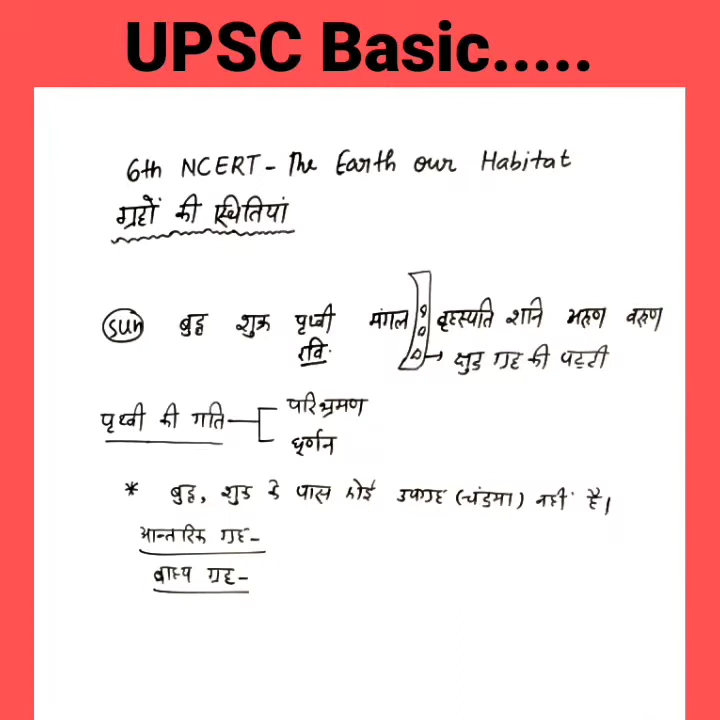 UPSC Basic.....
6th NCERT - The Earth our Habitat
ग्रहों की स्थितियां
sun बुद्ध शुक्र पृथ्वी मंगल वृहस्पति शनि अरुण वरुण
रवि
→ क्षुद्र ग्रह की पट्टी
पृथ्वी की गति
परिभ्रमण
घूर्णन
* बुद्ध, शुक्र के पास कोई उपग्रह (चंद्रमा) नहीं है।
आन्तरिक ग्रह -
वाह्य ग्रह -